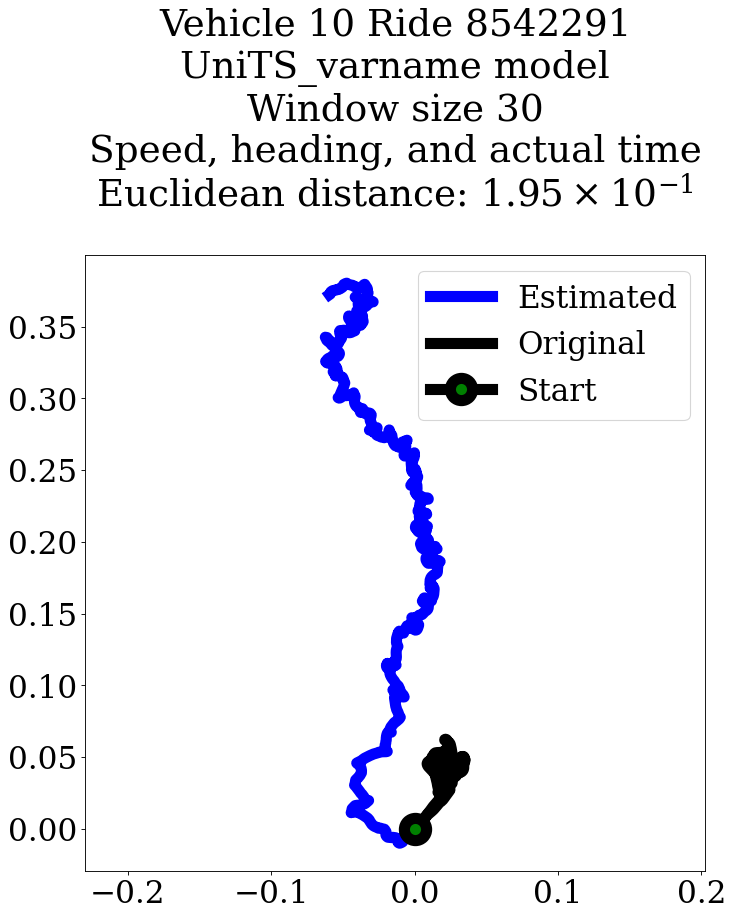 Vehicle 10 Ride 8542291
UniTS_varname model
Window size 30
Speed, heading, and actual time
Euclidean distance: 1.95 × 10⁻¹
Estimated
Original
Start
0.35
0.30
0.25
0.20
0.15
0.10
0.05
0.00
−0.2
−0.1
0.0
0.1
0.2